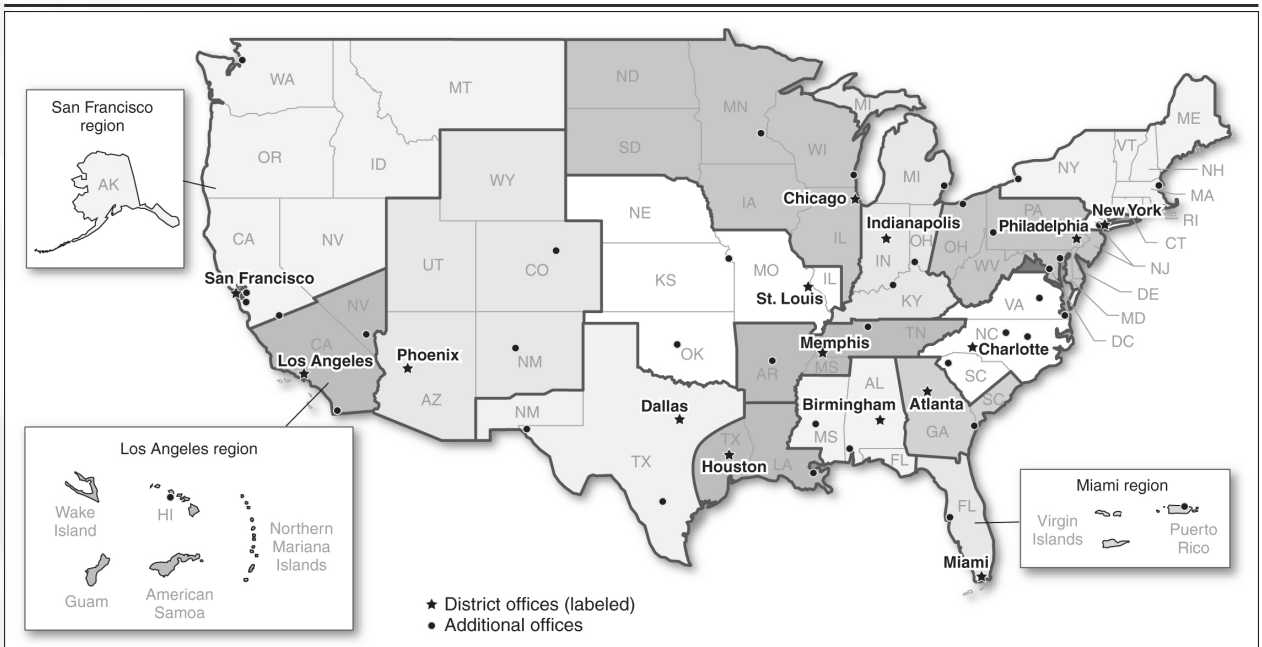 San Francisco
region
AK
WA
MT
OR
ID
WY
CA
NV
UT
CO
San Francisco
NV
CA
Los Angeles
Phoenix
AZ
NM
NM
ND
SD
MN
WI
IA
NE
KS
MO
IL
IL
Chicago
St. Louis
OK
AR
Dallas
TX
TX
Houston
LA
MI
MI
Indianapolis
IN
OH
OH
KY
WV
PA
Philadelphia
New York
NY
VT
ME
NH
MA
RI
CT
NJ
DE
MD
DC
VA
NC
Charlotte
SC
SC
TN
Memphis
MS
MS
AL
Birmingham
Atlanta
GA
FL
FL
Miami
Los Angeles region
Wake
Island
HI
Northern
Mariana
Islands
Guam
American
Samoa
Miami region
Virgin
Islands
Puerto
Rico
District offices (labeled)
Additional offices